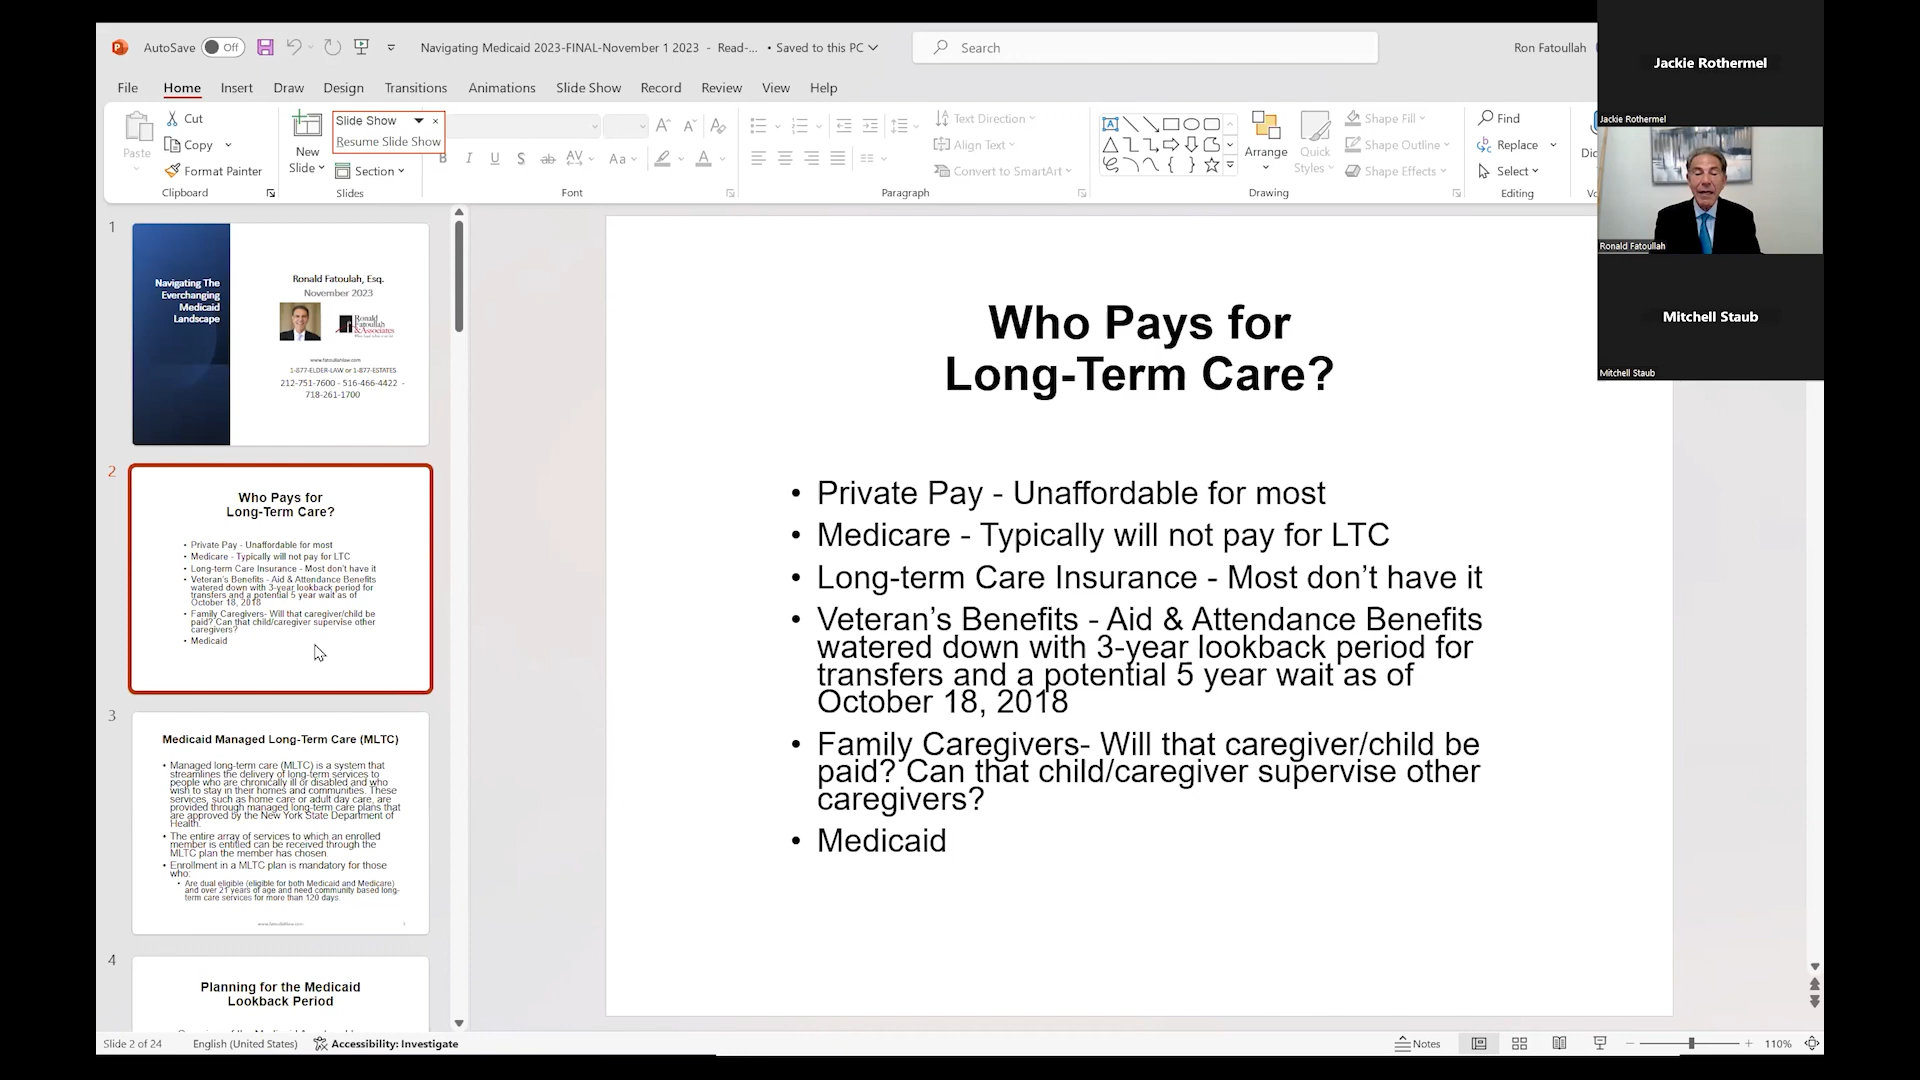 AutoSave Off Navigating Medicaid 2023-FINAL-November 1 2023 - Read-... • Saved to this PC Search Ron Fatoullah
File Home Insert Draw Design Transitions Animations Slide Show Record Review View Help
Paste
Cut
Copy
Format Painter
Clipboard
New
Slide
Slide Show
Resume Slide Show
Section
Slides
Font
Text Direction
Align Text
Convert to SmartArt
Paragraph
Arrange
Quick
Styles
Shape Fill
Shape Outline
Shape Effects
Drawing
Find
Replace
Select
Editing
Jackie Rothermel
Jackie Rothermel
Ronald Fatoullah
Mitchell Staub
Mitchell Staub
1
Navigating The
Everchanging
Medicaid
Landscape
Ronald Fatoullah, Esq.
November 2023
Ronald
Fatoullah
&Associates
www.fatoullahlaw.com
1-877-ELDER-LAW or 1-877-ESTATES
212-751-7600 - 516-466-4422 -
718-261-1700
2
Who Pays for
Long-Term Care?
• Private Pay - Unaffordable for most
• Medicare - Typically will not pay for LTC
• Long-term Care Insurance - Most don't have it
• Veteran's Benefits - Aid & Attendance Benefits
watered down with 3-year lookback period for
transfers and a potential 5 year wait as of
October 18, 2018
• Family Caregivers- Will that caregiver/child be
paid? Can that child/caregiver supervise other
caregivers?
• Medicaid
3
Medicaid Managed Long-Term Care (MLTC)
• Managed long-term care (MLTC) is a system that
streamlines the delivery of long-term services to
people who are chronically ill or disabled and who
wish to stay in their homes and communities. These
services, such as home care or adult day care, are
provided through managed long-term care plans that
are approved by the New York State Department of
Health.
• The entire array of services to which an enrolled
member is entitled can be received through the
MLTC plan the member has chosen.
• Enrollment in a MLTC plan is mandatory for those
who:
• Are dual eligible (eligible for both Medicaid and Medicare)
and over 21 years of age and need community based long-
term care services for more than 120 days.
www.fatoullahlaw.com
4
Planning for the Medicaid
Lookback Period
Who Pays for
Long-Term Care?
• Private Pay - Unaffordable for most
• Medicare - Typically will not pay for LTC
• Long-term Care Insurance - Most don’t have it
• Veteran’s Benefits - Aid & Attendance Benefits
watered down with 3-year lookback period for
transfers and a potential 5 year wait as of
October 18, 2018
• Family Caregivers- Will that caregiver/child be
paid? Can that child/caregiver supervise other
caregivers?
• Medicaid
Slide 2 of 24 English (United States) Accessibility: Investigate Notes 110%